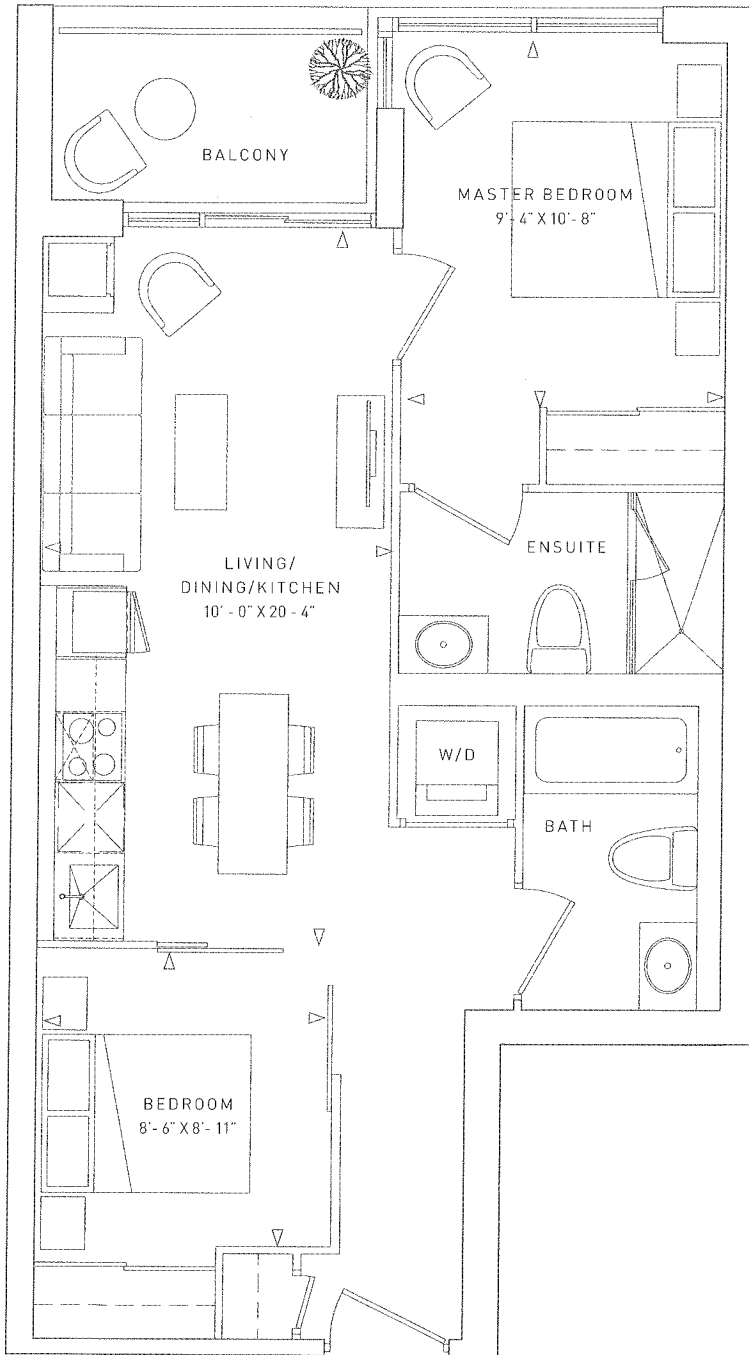 BALCONY
MASTER BEDROOM
9'- 4" X 10'- 8"
LIVING/
DINING/KITCHEN
10' - 0" X 20 - 4"
ENSUITE
W/D
BATH
BEDROOM
8'- 6" X 8'- 11"